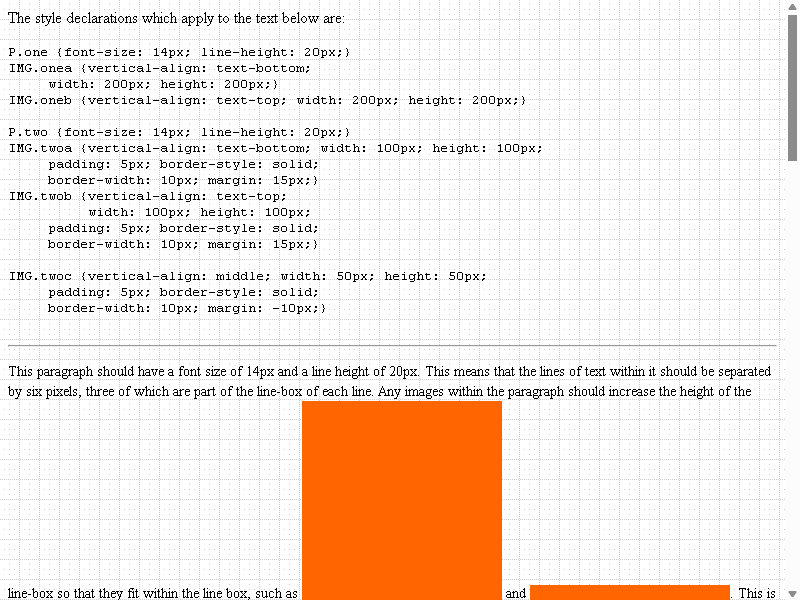 The style declarations which apply to the text below are:
P.one {font-size: 14px; line-height: 20px;}
IMG.onea {vertical-align: text-bottom;
width: 200px; height: 200px;}
IMG.oneb {vertical-align: text-top; width: 200px; height: 200px;}
P.two {font-size: 14px; line-height: 20px;}
IMG.twoa {vertical-align: text-bottom; width: 100px; height: 100px;
padding: 5px; border-style: solid;
border-width: 10px; margin: 15px;}
IMG.twob {vertical-align: text-top;
width: 100px; height: 100px;
padding: 5px; border-style: solid;
border-width: 10px; margin: 15px;}
IMG.twoc {vertical-align: middle; width: 50px; height: 50px;
padding: 5px; border-style: solid;
border-width: 10px; margin: -10px;}
This paragraph should have a font size of 14px and a line height of 20px. This means that the lines of text within it should be separated
by six pixels, three of which are part of the line-box of each line. Any images within the paragraph should increase the height of the
line-box so that they fit within the line box, such as and . This is